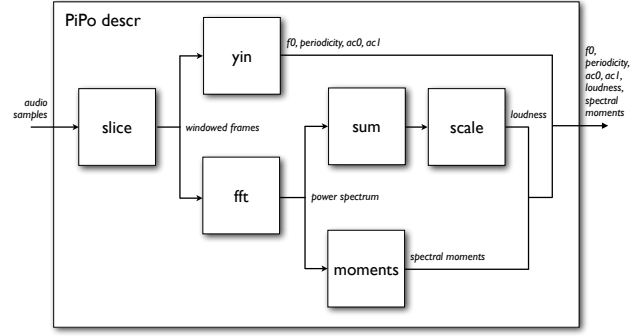 PiPo descr
f0, periodicity, ac0, ac1
yin
f0,
periodicity,
ac0, ac1,
loudness,
spectral
moments
audio
samples
slice
windowed frames
sum
scale
loudness
fft
power spectrum
moments
spectral moments